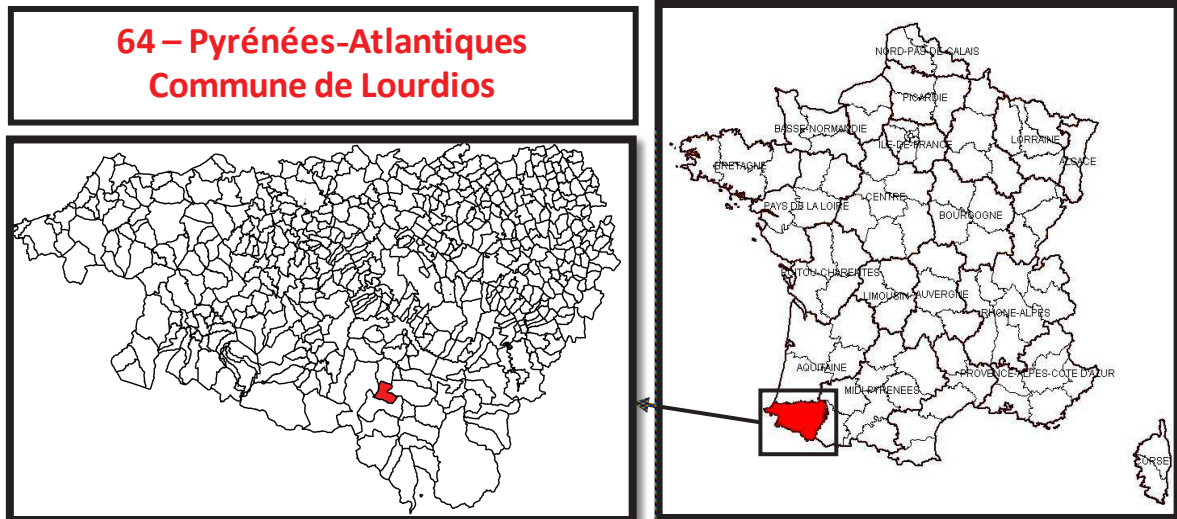 64 – Pyrénées-Atlantiques
Commune de Lourdios
NORD-PAS-DE-CALAIS
PICARDIE
BASSE-NORMANDIE
ILE-DE-FRANCE
LORRAINE
ALSACE
BRETAGNE
PAYS DE LA LOIRE
CENTRE
BOURGOGNE
POITOU-CHARENTES
LIMOUSIN
AUVERGNE
RHONE-ALPES
AQUITAINE
MIDI-PYRENEES
PROVENCE-ALPES-COTE D'AZUR
CORSE